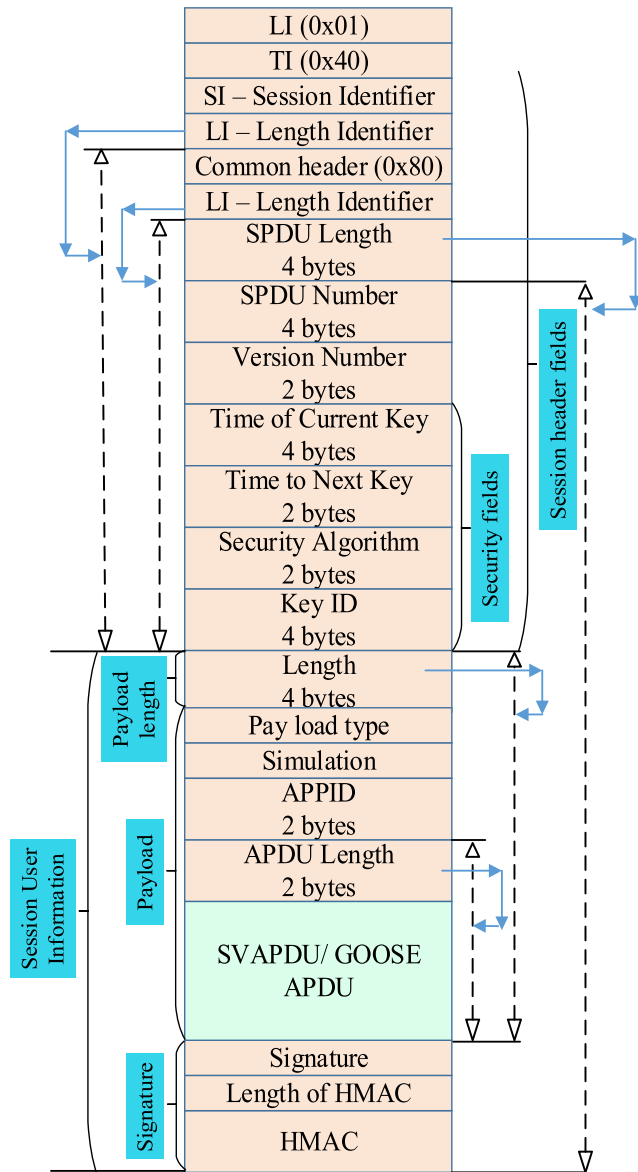 LI (0x01)
TI (0x40)
SI – Session Identifier
LI – Length Identifier
Common header (0x80)
LI – Length Identifier
SPDU Length
4 bytes
SPDU Number
4 bytes
Version Number
2 bytes
Time of Current Key
4 bytes
Time to Next Key
2 bytes
Security Algorithm
2 bytes
Key ID
4 bytes
Length
4 bytes
Pay load type
Simulation
APPID
2 bytes
APDU Length
2 bytes
SVAPDU/ GOOSE
APDU
Signature
Length of HMAC
HMAC
Session header fields
Security fields
Payload
length
Payload
Session User
Information
Signature